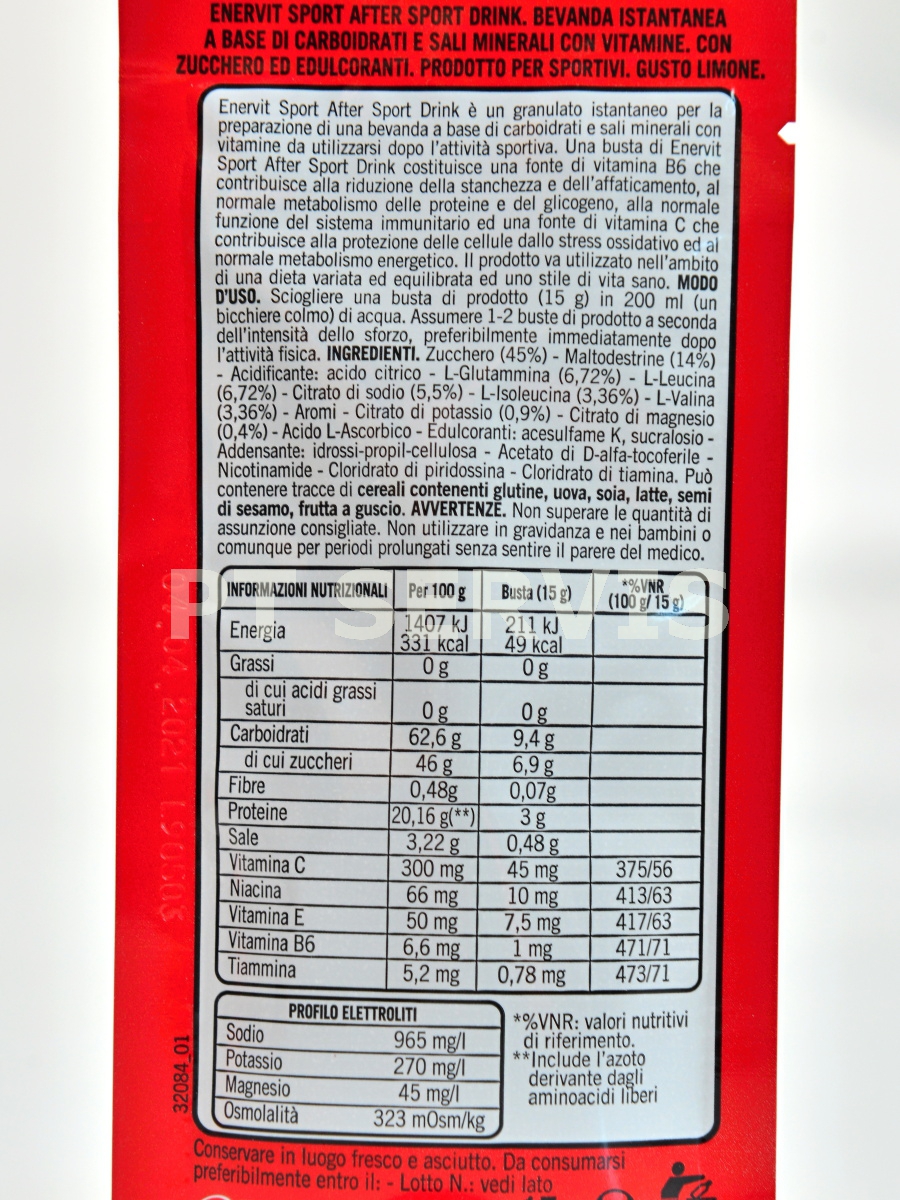 ENERVIT SPORT AFTER SPORT DRINK. BEVANDA ISTANTANEA
A BASE DI CARBOIDRATI E SALI MINERALI CON VITAMINE. CON
ZUCCHERO ED EDULCORANTI. PRODOTTO PER SPORTIVI. GUSTO LIMONE.
Enervit Sport After Sport Drink è un granulato istantaneo per la
preparazione di una bevanda a base di carboidrati e sali minerali con
vitamine da utilizzarsi dopo l'attività sportiva. Una busta di Enervit
Sport After Sport Drink costituisce una fonte di vitamina B6 che
contribuisce alla riduzione della stanchezza e dell'affaticamento, al
normale metabolismo delle proteine e del glicogeno, alla normale
funzione del sistema immunitario ed una fonte di vitamina C che
contribuisce alla protezione delle cellule dallo stress ossidativo ed al
normale metabolismo energetico. Il prodotto va utilizzato nell'ambito
di una dieta variata ed equilibrata ed uno stile di vita sano. MODO
D'USO. Sciogliere una busta di prodotto (15 g) in 200 ml (un
bicchiere colmo) di acqua. Assumere 1-2 buste di prodotto a seconda
dell'intensità dello sforzo, preferibilmente immediatamente dopo
l'attività fisica. INGREDIENTI. Zucchero (45%) - Maltodestrine (14%)
- Acidificante: acido citrico - L-Glutammina (6,72%) - L-Leucina
(6,72%) - Citrato di sodio (5,5%) - L-Isoleucina (3,36%) - L-Valina
(3,36%) - Aromi - Citrato di potassio (0,9%) - Citrato di magnesio
(0,4%) - Acido L-Ascorbico - Edulcoranti: acesulfame K, sucralosio -
Addensante: idrossi-propil-cellulosa - Acetato di D-alfa-tocoferile -
Nicotinamide - Cloridrato di piridossina - Cloridrato di tiamina. Può
contenere tracce di cereali contenenti glutine, uova, soia, latte, semi
di sesamo, frutta a guscio. AVVERTENZE. Non superare le quantità di
assunzione consigliate. Non utilizzare in gravidanza e nei bambini o
comunque per periodi prolungati senza sentire il parere del medico.
INFORMAZIONI NUTRIZIONALI Per 100 g Busta (15 g) *%VNR (100 g/ 15 g)
Energia 1407 kJ 331 kcal 211 kJ 49 kcal
Grassi 0 g 0 g
di cui acidi grassi
saturi 0 g 0 g
Carboidrati 62,6 g 9,4 g
di cui zuccheri 46 g 6,9 g
Fibre 0,48g 0,07g
Proteine 20,16 g(**) 3 g
Sale 3,22 g 0,48 g
Vitamina C 300 mg 45 mg 375/56
Niacina 66 mg 10 mg 413/63
Vitamina E 50 mg 7,5 mg 417/63
Vitamina B6 6,6 mg 1 mg 471/71
Tiammina 5,2 mg 0,78 mg 473/71
PROFILO ELETTROLITI
Sodio 965 mg/l
Potassio 270 mg/l
Magnesio 45 mg/l
Osmolalità 323 mOsm/kg
*%VNR: valori nutritivi
di riferimento.
**Include l'azoto
derivante dagli
aminoacidi liberi
32084_01
Conservare in luogo fresco e asciutto. Da consumarsi
preferibilmente entro il: - Lotto N.: vedi lato
PT SERVIS